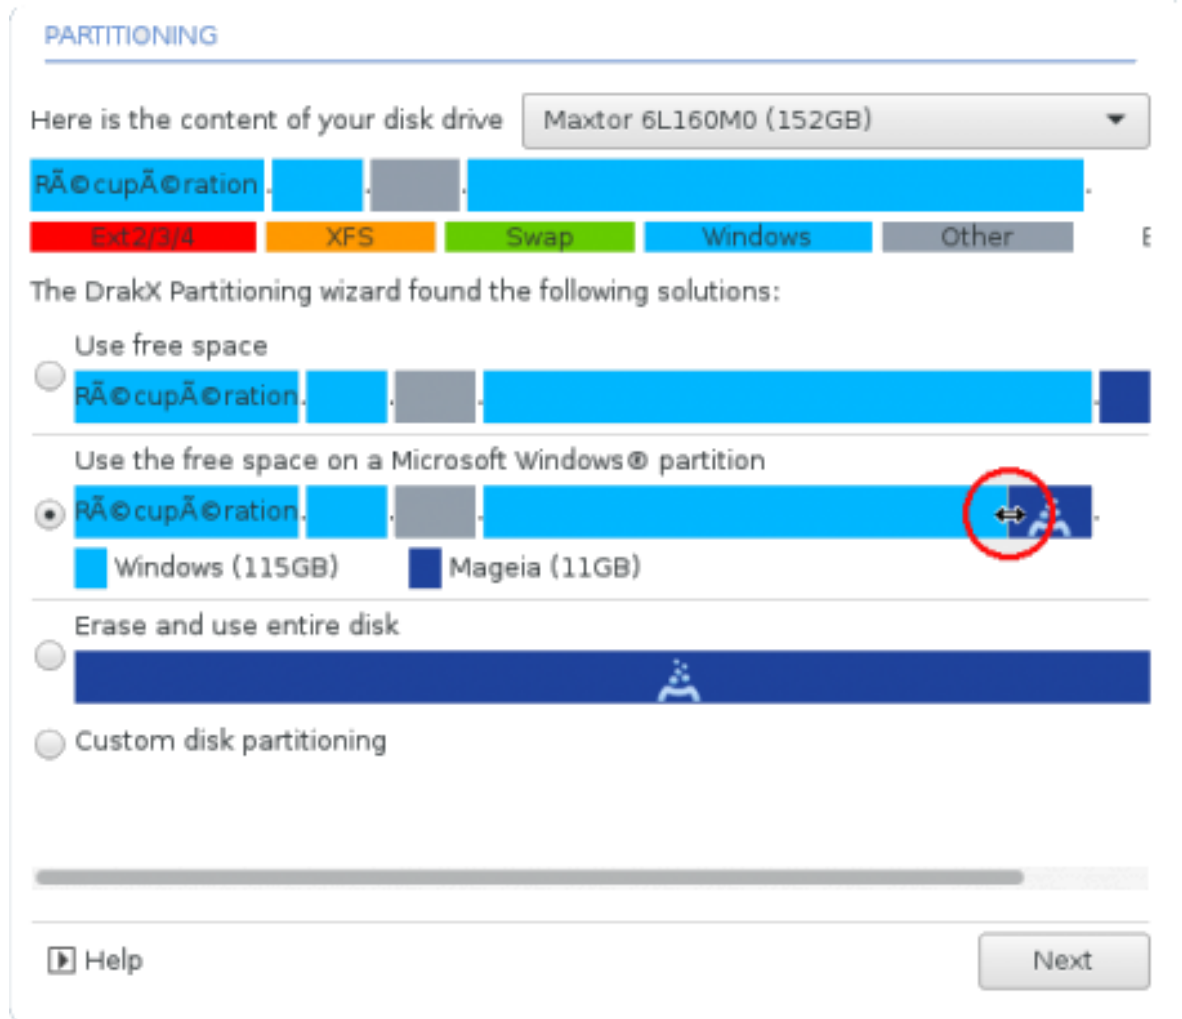 PARTITIONING
Here is the content of your disk drive Maxtor 6L160M0 (152GB)
RÃ©cupÃ©ration
Ext2/3/4 XFS Swap Windows Other E
The DrakX Partitioning wizard found the following solutions:
Use free space
RÃ©cupÃ©ration
Use the free space on a Microsoft Windows® partition
RÃ©cupÃ©ration
Windows (115GB) Mageia (11GB)
Erase and use entire disk
Custom disk partitioning
Help Next